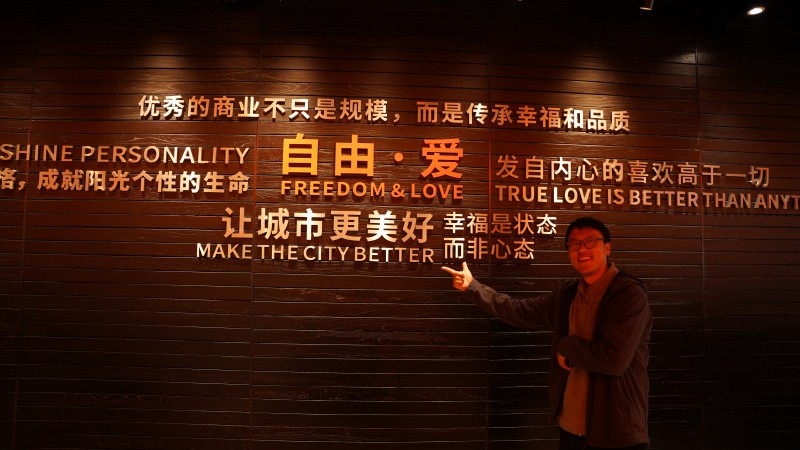 优秀的商业不只是规模，而是传承幸福和品质
SHINE PERSONALITY
格，成就阳光个性的生命
自由·爱
FREEDOM & LOVE
发自内心的喜欢高于一切
TRUE LOVE IS BETTER THAN ANYT
让城市更美好
MAKE THE CITY BETTER
幸福是状态
而非心态